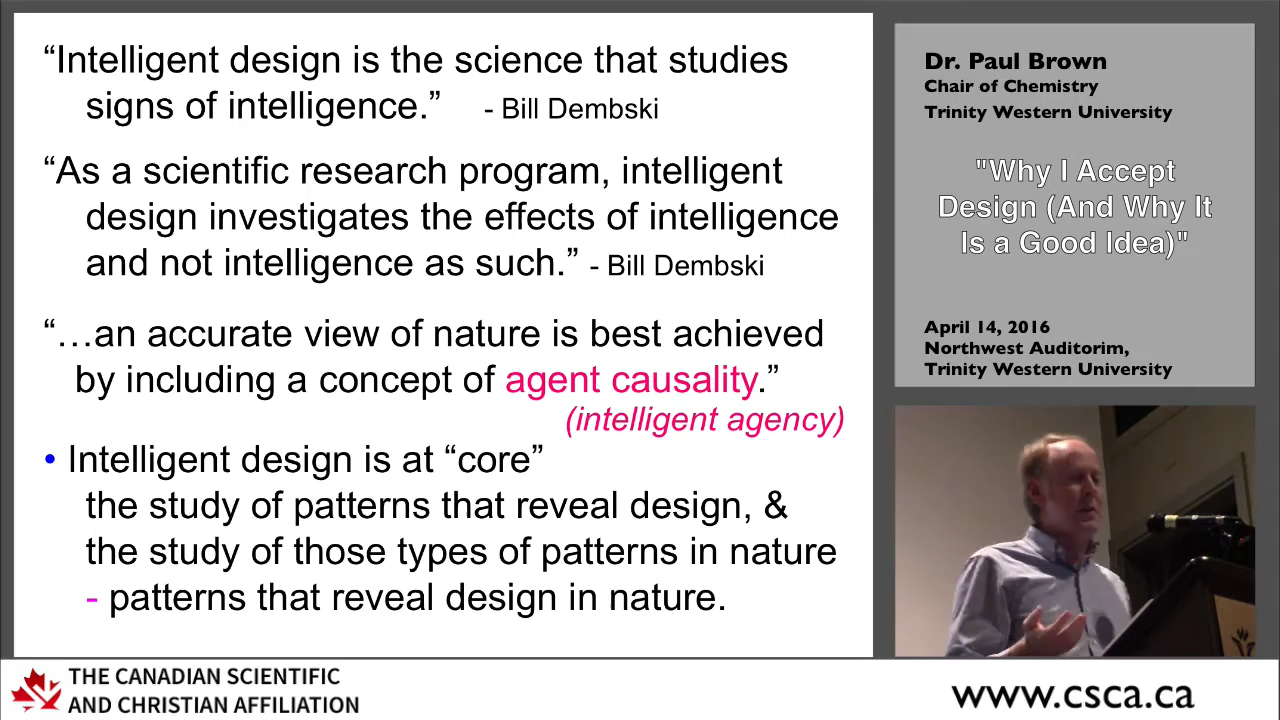 “Intelligent design is the science that studies
signs of intelligence.” - Bill Dembski
“As a scientific research program, intelligent
design investigates the effects of intelligence
and not intelligence as such.” - Bill Dembski
“…an accurate view of nature is best achieved
by including a concept of agent causality.”
(intelligent agency)
• Intelligent design is at “core”
the study of patterns that reveal design, &
the study of those types of patterns in nature
- patterns that reveal design in nature.
Dr. Paul Brown
Chair of Chemistry
Trinity Western University
"Why I Accept
Design (And Why It
Is a Good Idea)"
April 14, 2016
Northwest Auditorim,
Trinity Western University
THE CANADIAN SCIENTIFIC
AND CHRISTIAN AFFILIATION
www.csca.ca